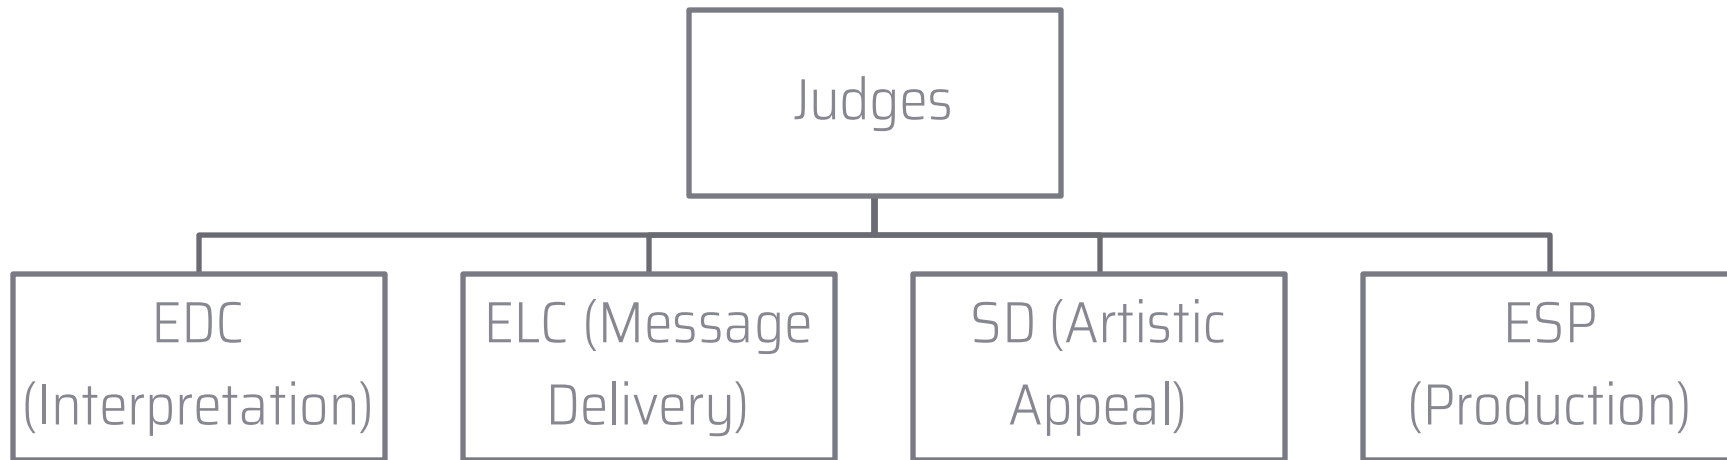 Judges
EDC
(Interpretation)
ELC (Message
Delivery)
SD (Artistic
Appeal)
ESP
(Production)